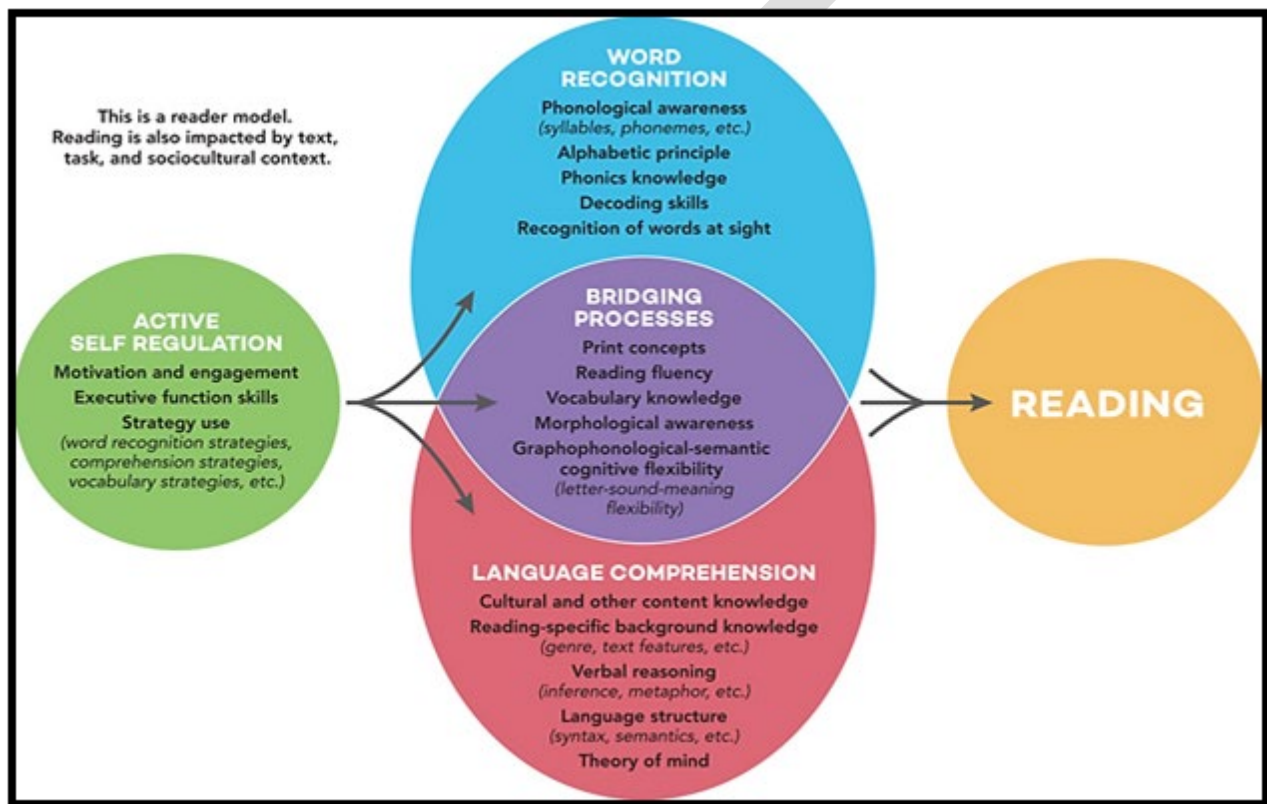 This is a reader model.
Reading is also impacted by text,
task, and sociocultural context.
WORD
RECOGNITION
Phonological awareness
(syllables, phonemes, etc.)
Alphabetic principle
Phonics knowledge
Decoding skills
Recognition of words at sight
ACTIVE
SELF REGULATION
Motivation and engagement
Executive function skills
Strategy use
(word recognition strategies,
comprehension strategies,
vocabulary strategies, etc.)
BRIDGING
PROCESSES
Print concepts
Reading fluency
Vocabulary knowledge
Morphological awareness
Graphophonological-semantic
cognitive flexibility
(letter-sound-meaning
flexibility)
LANGUAGE COMPREHENSION
Cultural and other content knowledge
Reading-specific background knowledge
(genre, text features, etc.)
Verbal reasoning
(inference, metaphor, etc.)
Language structure
(syntax, semantics, etc.)
Theory of mind
READING